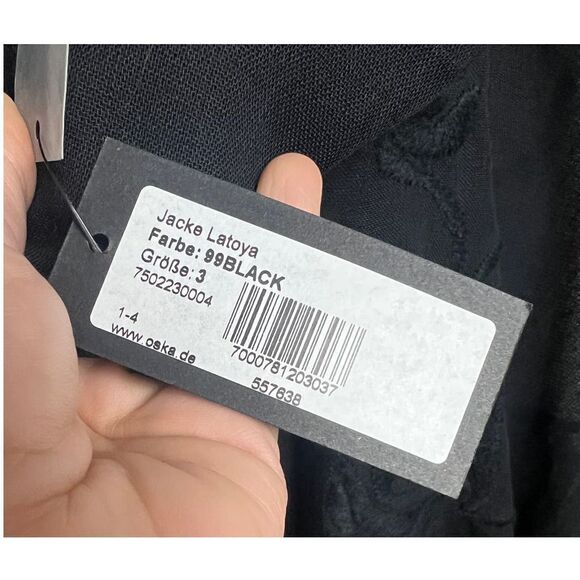 Jacke Latoya
Farbe: 99BLACK
Größe: 3
7502230004
1-4
www.oska.de
7000781203037
557638